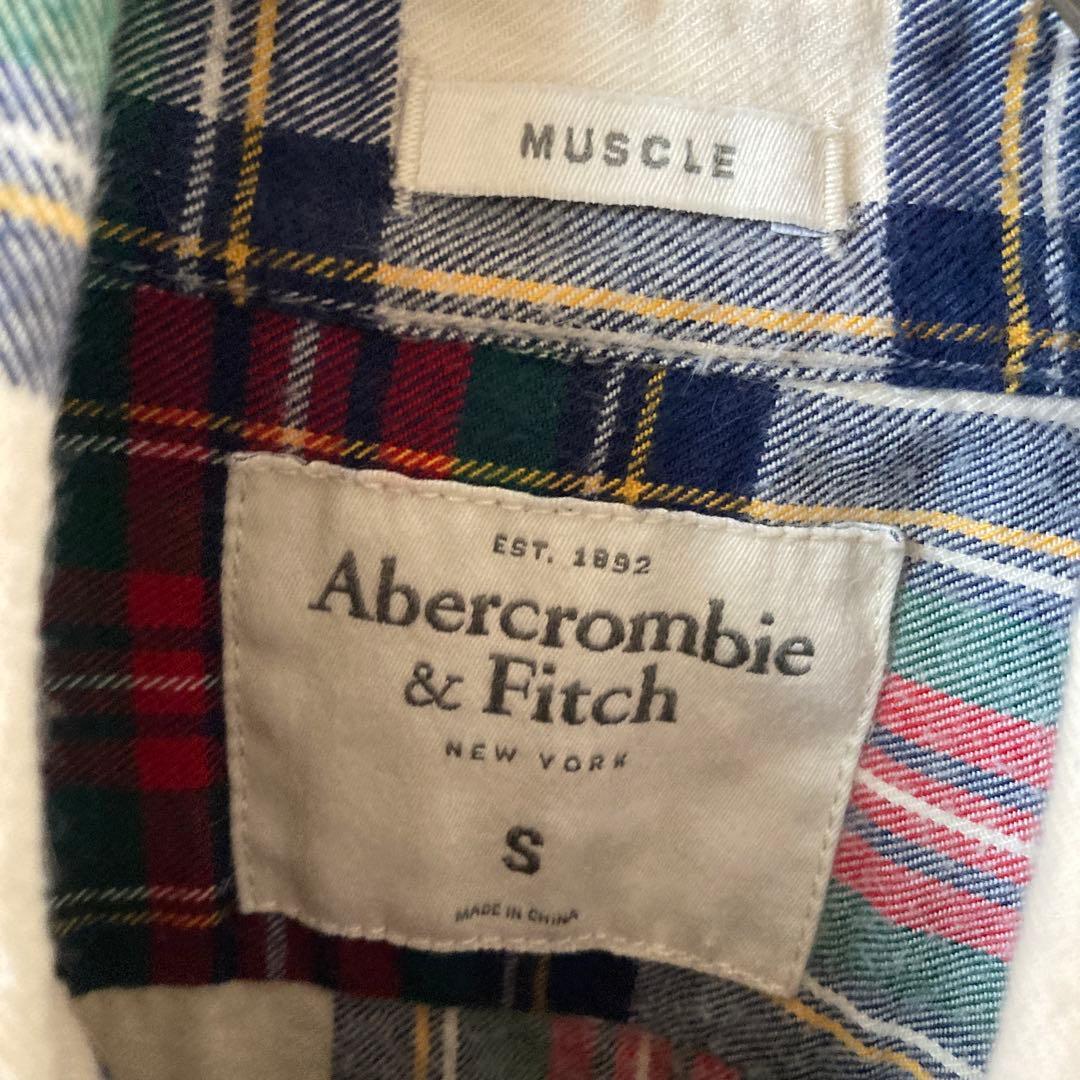 MUSCLE
EST. 1892
Abercrombie
& Fitch
NEW YORK
S
MADE IN CHINA